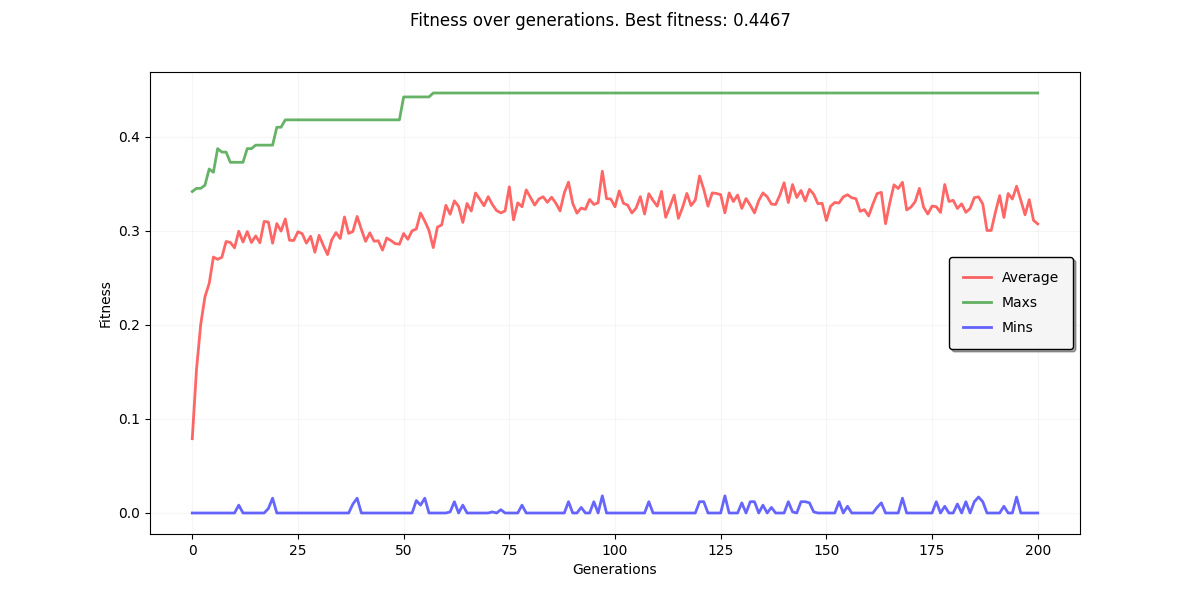 Fitness over generations. Best fitness: 0.4467
0.4
0.3
0.2
0.1
0.0
Fitness
Average
Maxs
Mins
0 25 50 75 100 125 150 175 200
Generations